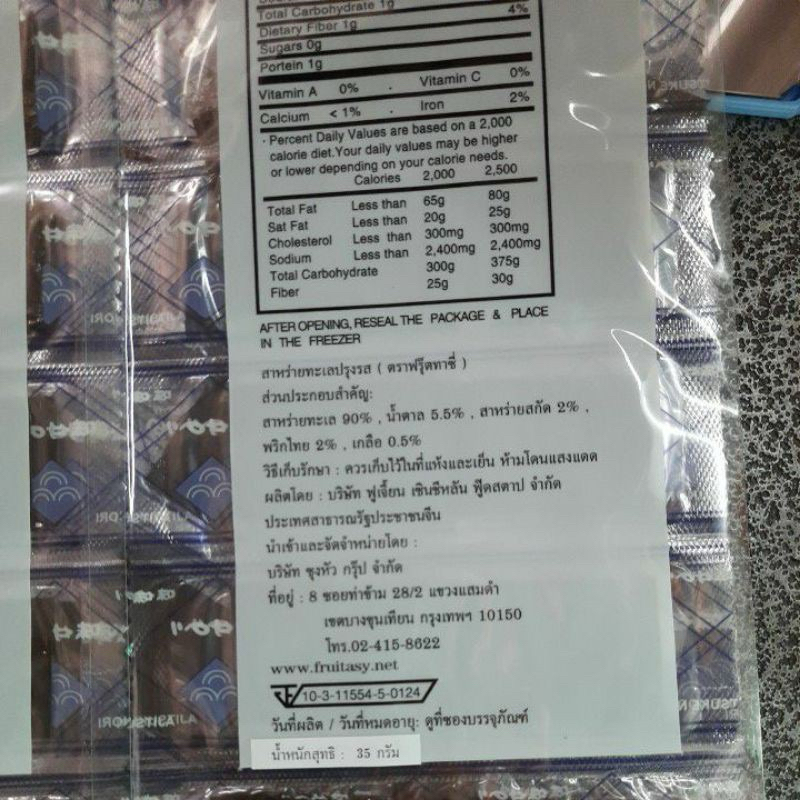 Total Carbohydrate 1g 4%
Dietary Fiber 1g
Sugars 0g
Portein 1g
Vitamin A 0% · Vitamin C 0%
Calcium < 1% · Iron 2%
· Percent Daily Values are based on a 2,000
calorie diet.Your daily values may be higher
or lower depending on your calorie needs.
Calories 2,000 2,500
Total Fat Less than 65g 80g
Sat Fat Less than 20g 25g
Cholesterol Less than 300mg 300mg
Sodium Less than 2,400mg 2,400mg
Total Carbohydrate 300g 375g
Fiber 25g 30g
AFTER OPENING, RESEAL THE PACKAGE & PLACE
IN THE FREEZER
สาหร่ายทะเลปรุงรส ( ตราฟรุ๊ตทาซี่ )
ส่วนประกอบสำคัญ:
สาหร่ายทะเล 90% , น้ำตาล 5.5% , สาหร่ายสกัด 2% ,
พริกไทย 2% , เกลือ 0.5%
วิธีเก็บรักษา : ควรเก็บไว้ในที่แห้งและเย็น ห้ามโดนแสงแดด
ผลิตโดย : บริษัท ฟูเจี้ยน เซินซีหลัน ฟู๊ดสตาป จำกัด
ประเทศสาธารณรัฐประชาชนจีน
นำเข้าและจัดจำหน่ายโดย :
บริษัท ชุงหัว กรุ๊ป จำกัด
ที่อยู่ : 8 ซอยท่าข้าม 28/2 แขวงแสมดำ
เขตบางขุนเทียน กรุงเทพฯ 10150
โทร.02-415-8622
www.fruitasy.net
10-3-11554-5-0124
วันที่ผลิต / วันที่หมดอายุ: ดูที่ซองบรรจุภัณฑ์
น้ำหนักสุทธิ : 35 กรัม